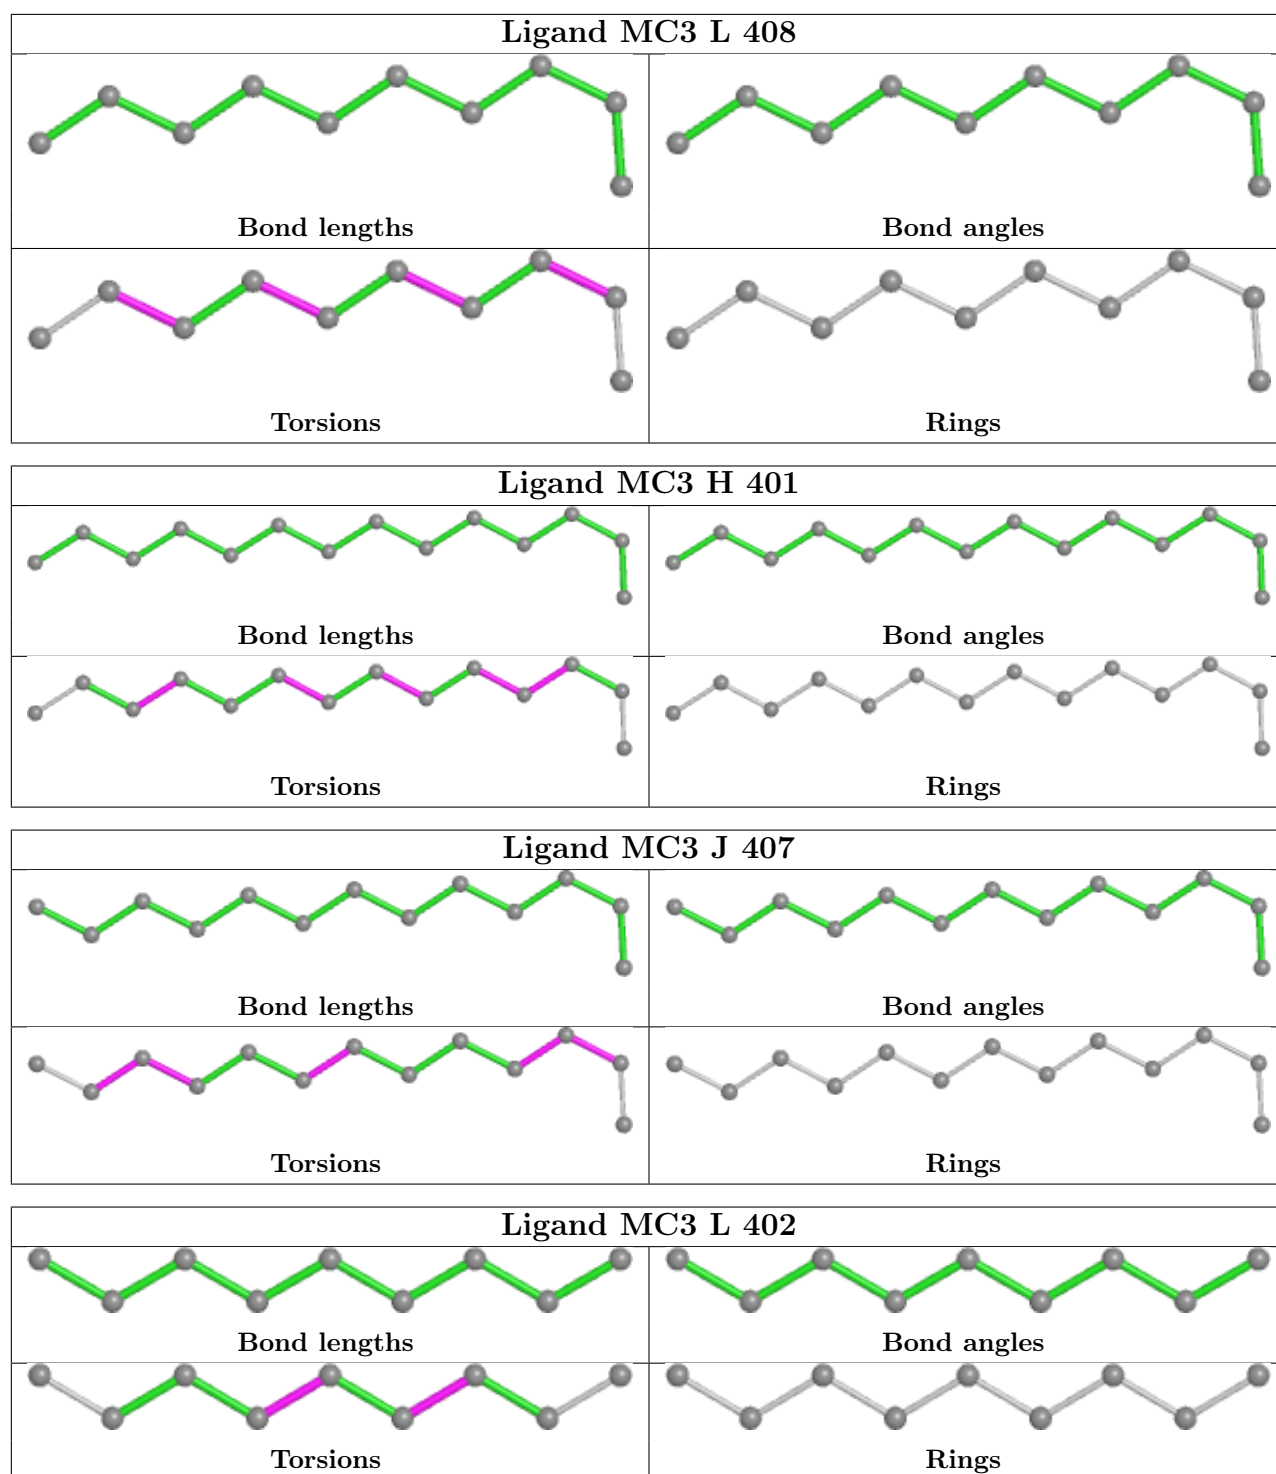 Ligand MC3 L 408
Bond lengths Bond angles
Torsions Rings
Ligand MC3 H 401
Bond lengths Bond angles
Torsions Rings
Ligand MC3 J 407
Bond lengths Bond angles
Torsions Rings
Ligand MC3 L 402
Bond lengths Bond angles
Torsions Rings